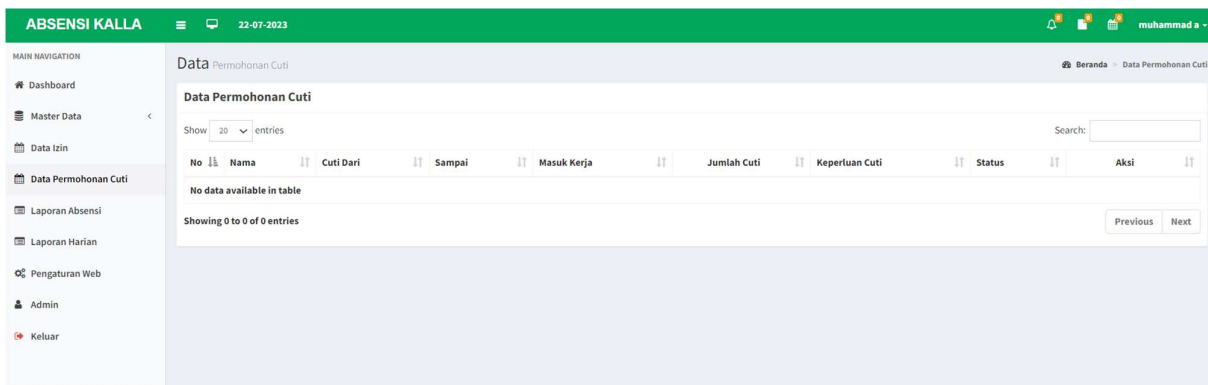 ABSENSI KALLA 22-07-2023 0 0 0 muhammad a
MAIN NAVIGATION
Dashboard
Master Data
Data Izin
Data Permohonan Cuti
Laporan Absensi
Laporan Harian
Pengaturan Web
Admin
Keluar
Data Permohonan Cuti
Beranda > Data Permohonan Cuti
Data Permohonan Cuti
Show 20 entries Search:
No Nama Cuti Dari Sampai Masuk Kerja Jumlah Cuti Keperluan Cuti Status Aksi
No data available in table
Showing 0 to 0 of 0 entries Previous Next